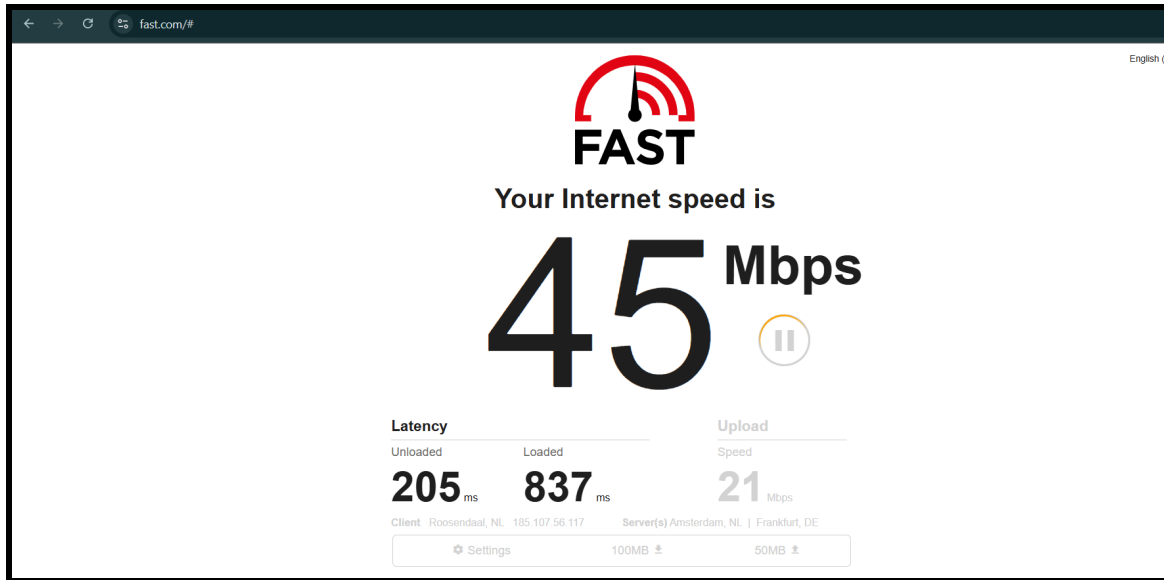 fast.com/#
English (
FAST
Your Internet speed is
45 Mbps
Latency
Upload
Unloaded Loaded
Speed
205 ms 837 ms
21 Mbps
Client Roosendaal, NL 185.107.56.117 Server(s) Amsterdam, NL | Frankfurt, DE
Settings 100MB 50MB